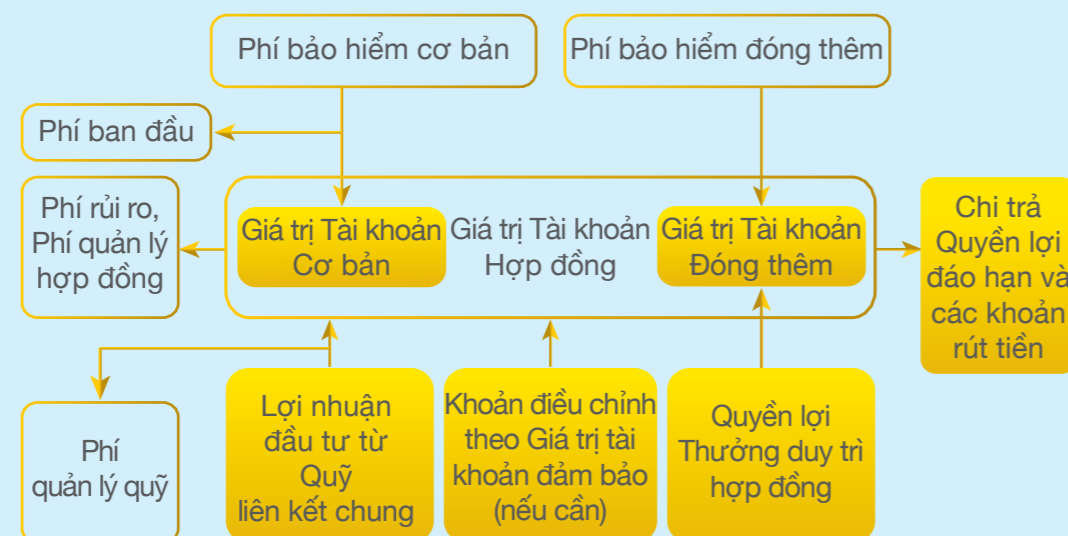 Phí bảo hiểm cơ bản
Phí bảo hiểm đóng thêm
Phí ban đầu
Phí rủi ro,
Phí quản lý
hợp đồng
Giá trị Tài khoản
Cơ bản
Giá trị Tài khoản
Hợp đồng
Giá trị Tài khoản
Đóng thêm
Chi trả
Quyền lợi
đáo hạn và
các khoản
rút tiền
Phí
quản lý quỹ
Lợi nhuận
đầu tư từ
Quỹ
liên kết chung
Khoản điều chỉnh
theo Giá trị tài
khoản đảm bảo
(nếu cần)
Quyền lợi
Thưởng duy trì
hợp đồng